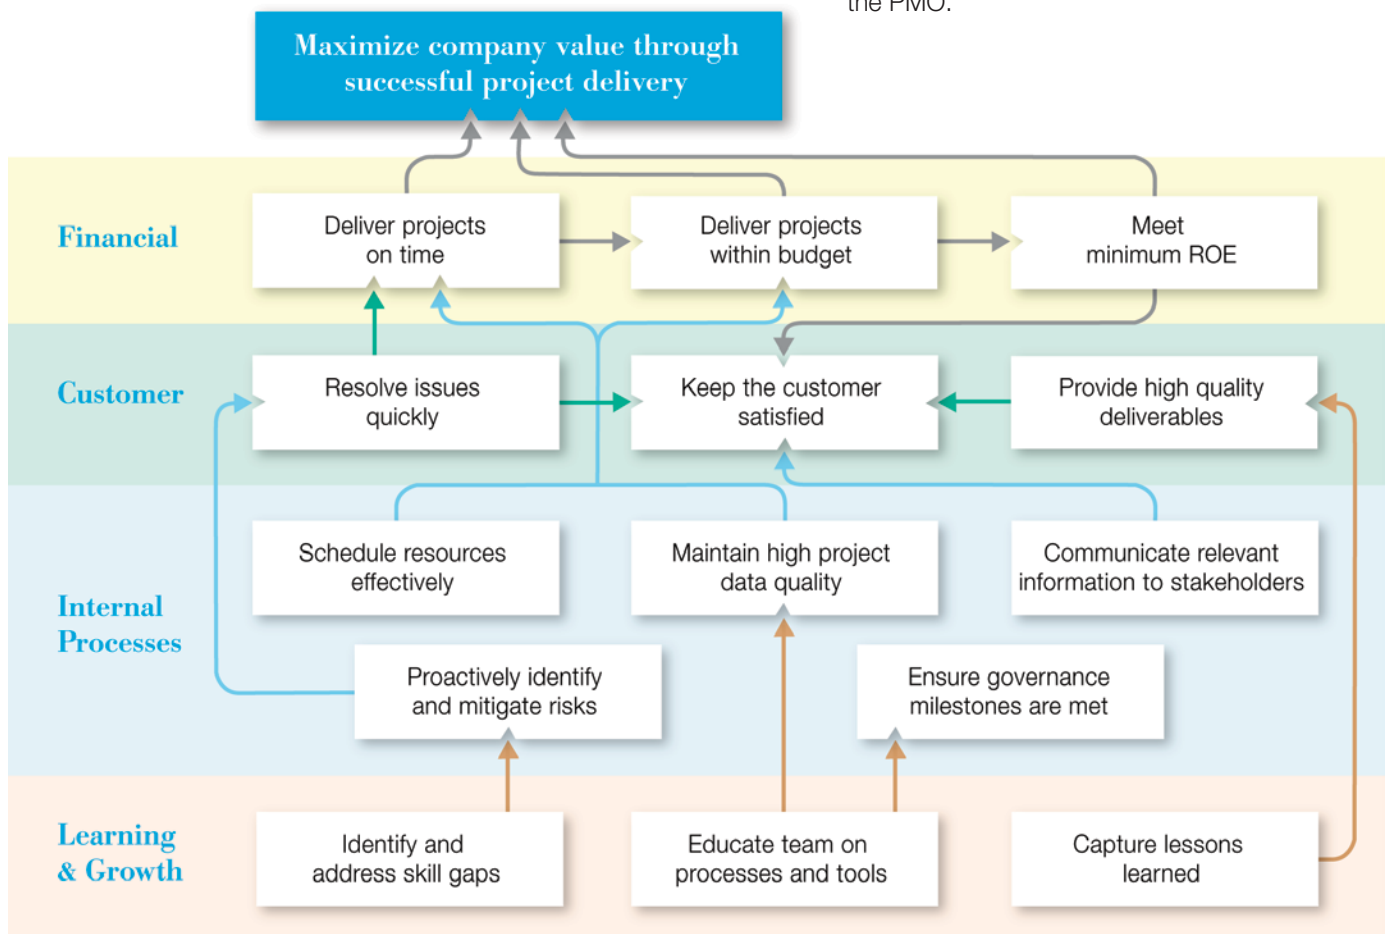 the PMO.
Maximize company value through
successful project delivery
Financial
Deliver projects
on time
Deliver projects
within budget
Meet
minimum ROE
Customer
Resolve issues
quickly
Keep the customer
satisfied
Provide high quality
deliverables
Internal
Processes
Schedule resources
effectively
Maintain high project
data quality
Communicate relevant
information to stakeholders
Proactively identify
and mitigate risks
Ensure governance
milestones are met
Learning
& Growth
Identify and
address skill gaps
Educate team on
processes and tools
Capture lessons
learned